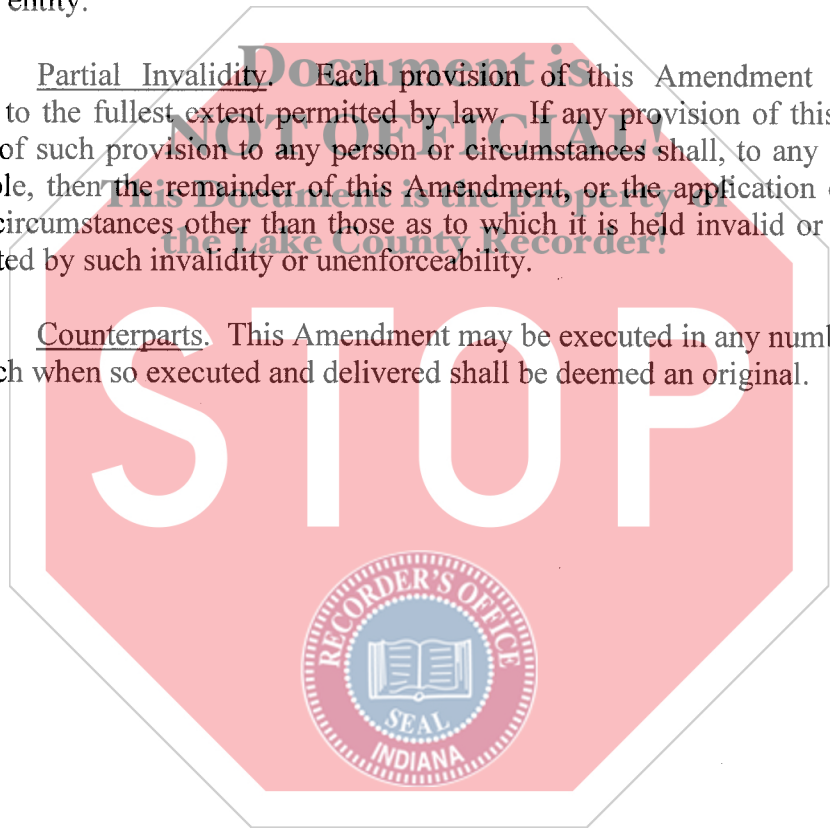 entity.
Document is
Partial Invalidity. Each provision of this Amendment
to the fullest extent permitted by law. If any provision of this
NOT OFFICIAL!
of such provision to any person or circumstances shall, to any
ole, then the remainder of this Amendment, or the application
This Document is the property of
circumstances other than those as to which it is held invalid or
the Lake County Recorder!
ted by such invalidity or unenforceability.
Counterparts. This Amendment may be executed in any numb
ch when so executed and delivered shall be deemed an original.
STOP
RECORDER'S OFFICE
SEAL
INDIANA